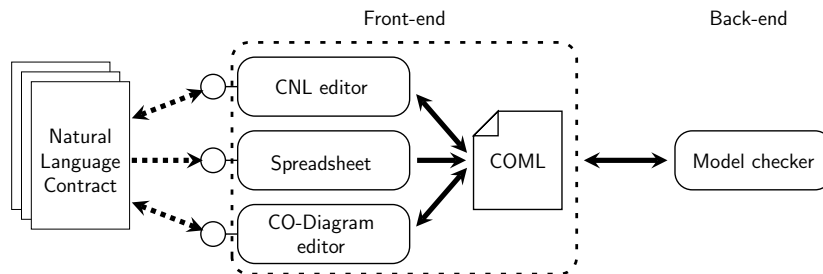 Front-end
Back-end
CNL editor
Natural
Language
Contract
Spreadsheet
COML
Model checker
CO-Diagram
editor